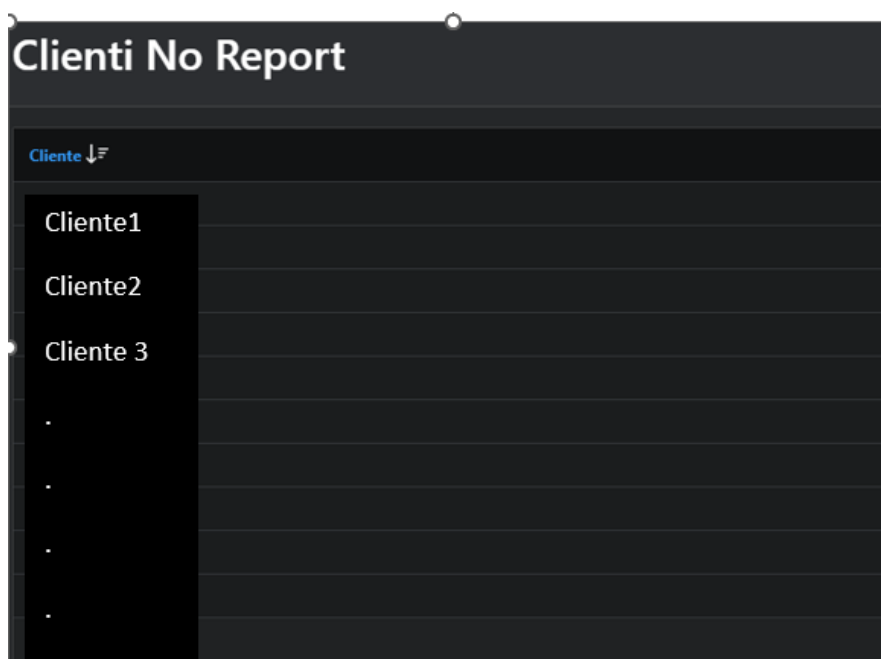 Clienti No Report
Cliente
Cliente1
Cliente2
Cliente 3
.
.
.
.